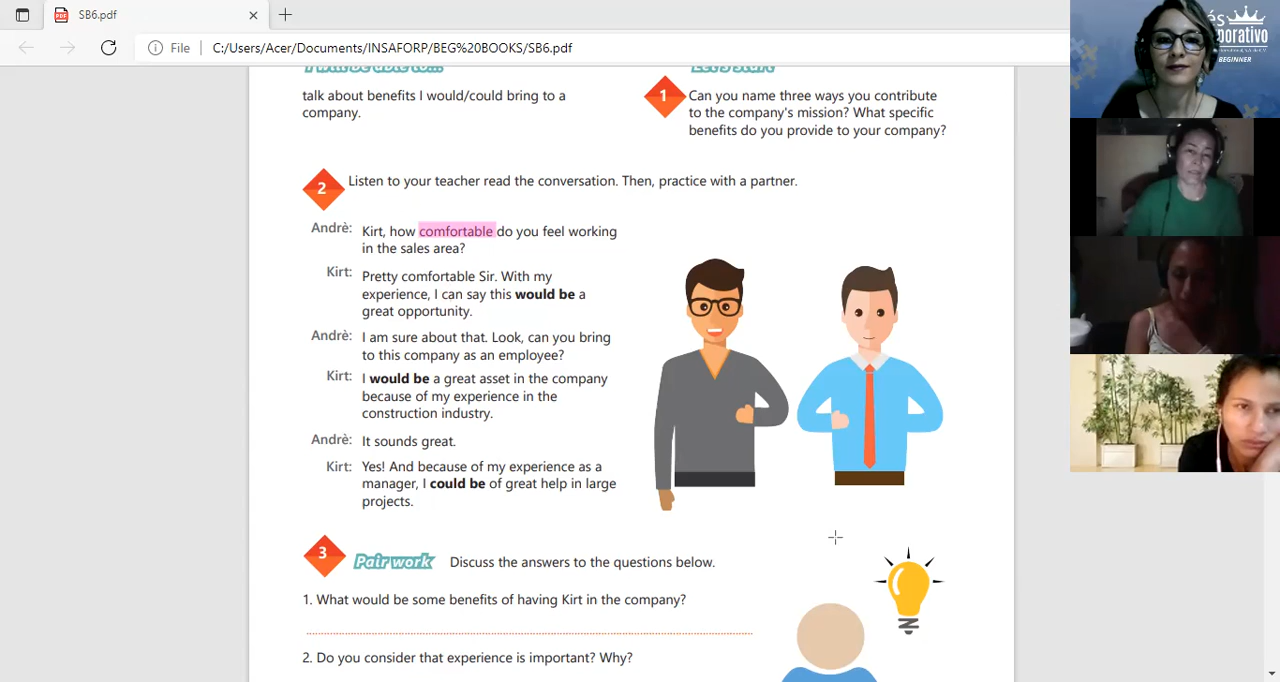 SB6.pdf
File
C:/Users/Acer/Documents/INSAFORP/BEG%20BOOKS/SB6.pdf
BEGINNER
I will be able to...
talk about benefits I would/could bring to a
company.
Let's start
1
Can you name three ways you contribute
to the company's mission? What specific
benefits do you provide to your company?
2
Listen to your teacher read the conversation. Then, practice with a partner.
Andrè: Kirt, how comfortable do you feel working
in the sales area?
Kirt: Pretty comfortable Sir. With my
experience, I can say this would be a
great opportunity.
Andrè: I am sure about that. Look, can you bring
to this company as an employee?
Kirt: I would be a great asset in the company
because of my experience in the
construction industry.
Andrè: It sounds great.
Kirt: Yes! And because of my experience as a
manager, I could be of great help in large
projects.
3
Pair work Discuss the answers to the questions below.
1. What would be some benefits of having Kirt in the company?
2. Do you consider that experience is important? Why?